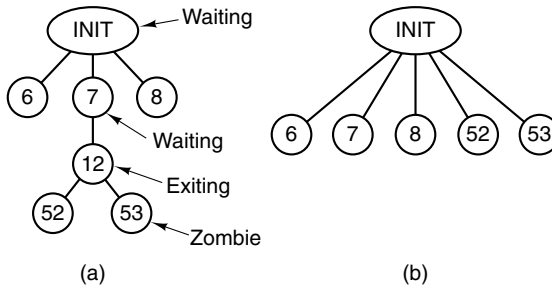 INIT
Waiting
6
7
8
Waiting
12
Exiting
52
53
Zombie
(a)
INIT
6
7
8
52
53
(b)